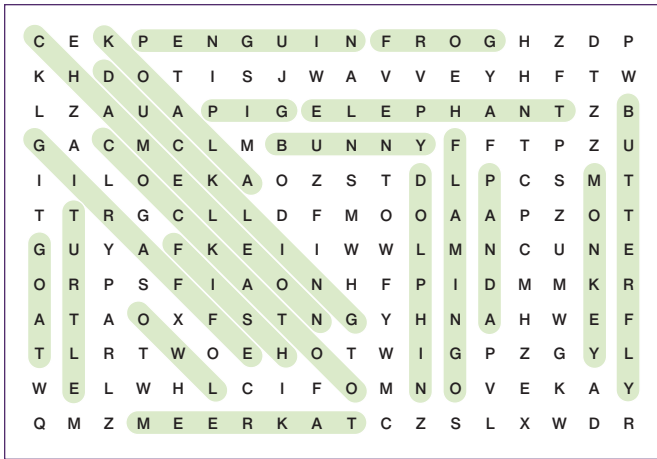 C E K P E N G U I N F R O G H Z D P
K H D O T I S J W A V V E Y H F T W
L Z A U A P I G E L E P H A N T Z B
G A C M C L M B U N N Y F F T P Z U
I I L O E K A O Z S T D L P C S M T
T T R G C L L D F M O O A A P Z O T
G U Y A F K E I I W W L M N C U N E
O R P S F I A O N H F P I D M M K R
A T A O X F S T N G Y H N A H W E F
T L R T W O E H O T W I G P Z G Y L
W E L W H L C I F O M N O V E K A Y
Q M Z M E E R K A T C Z S L X W D R